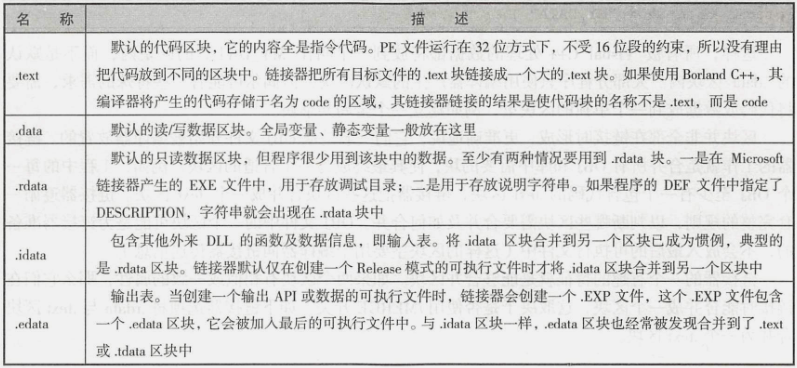 名 称 描 述
默认的代码区块，它的内容全是指令代码。PE 文件运行在 32 位方式下，不受 16 位段的约束，所以没有理由
.text 把代码放到不同的区块中。链接器把所有目标文件的 .text 块链接成一个大的 .text 块。如果使用 Borland C++，其
编译器将产生的代码存储于名为 code 的区域，其链接器链接的结果是使代码块的名称不是 .text，而是 code
.data 默认的读/写数据区块。全局变量、静态变量一般放在这里
默认的只读数据区块，但程序很少用到该块中的数据。至少有两种情况要用到 .rdata 块。一是在 Microsoft
.rdata 链接器产生的 EXE 文件中，用于存放调试目录；二是用于存放说明字符串。如果程序的 DEF 文件中指定了
DESCRIPTION，字符串就会出现在 .rdata 块中
.idata 包含其他外来 DLL 的函数及数据信息，即输入表。将 .idata 区块合并到另一个区块已成为惯例，典型的
是 .rdata 区块。链接器默认仅在创建一个 Release 模式的可执行文件时才将 .idata 区块合并到另一个区块中
输出表。当创建一个输出 API 或数据的可执行文件时，链接器会创建一个 .EXP 文件，这个 .EXP 文件包含
.edata 一个 .edata 区块，它会被加入最后的可执行文件中。与 .idata 区块一样，.edata 区块也经常被发现合并到了 .text
或 .tdata 区块中